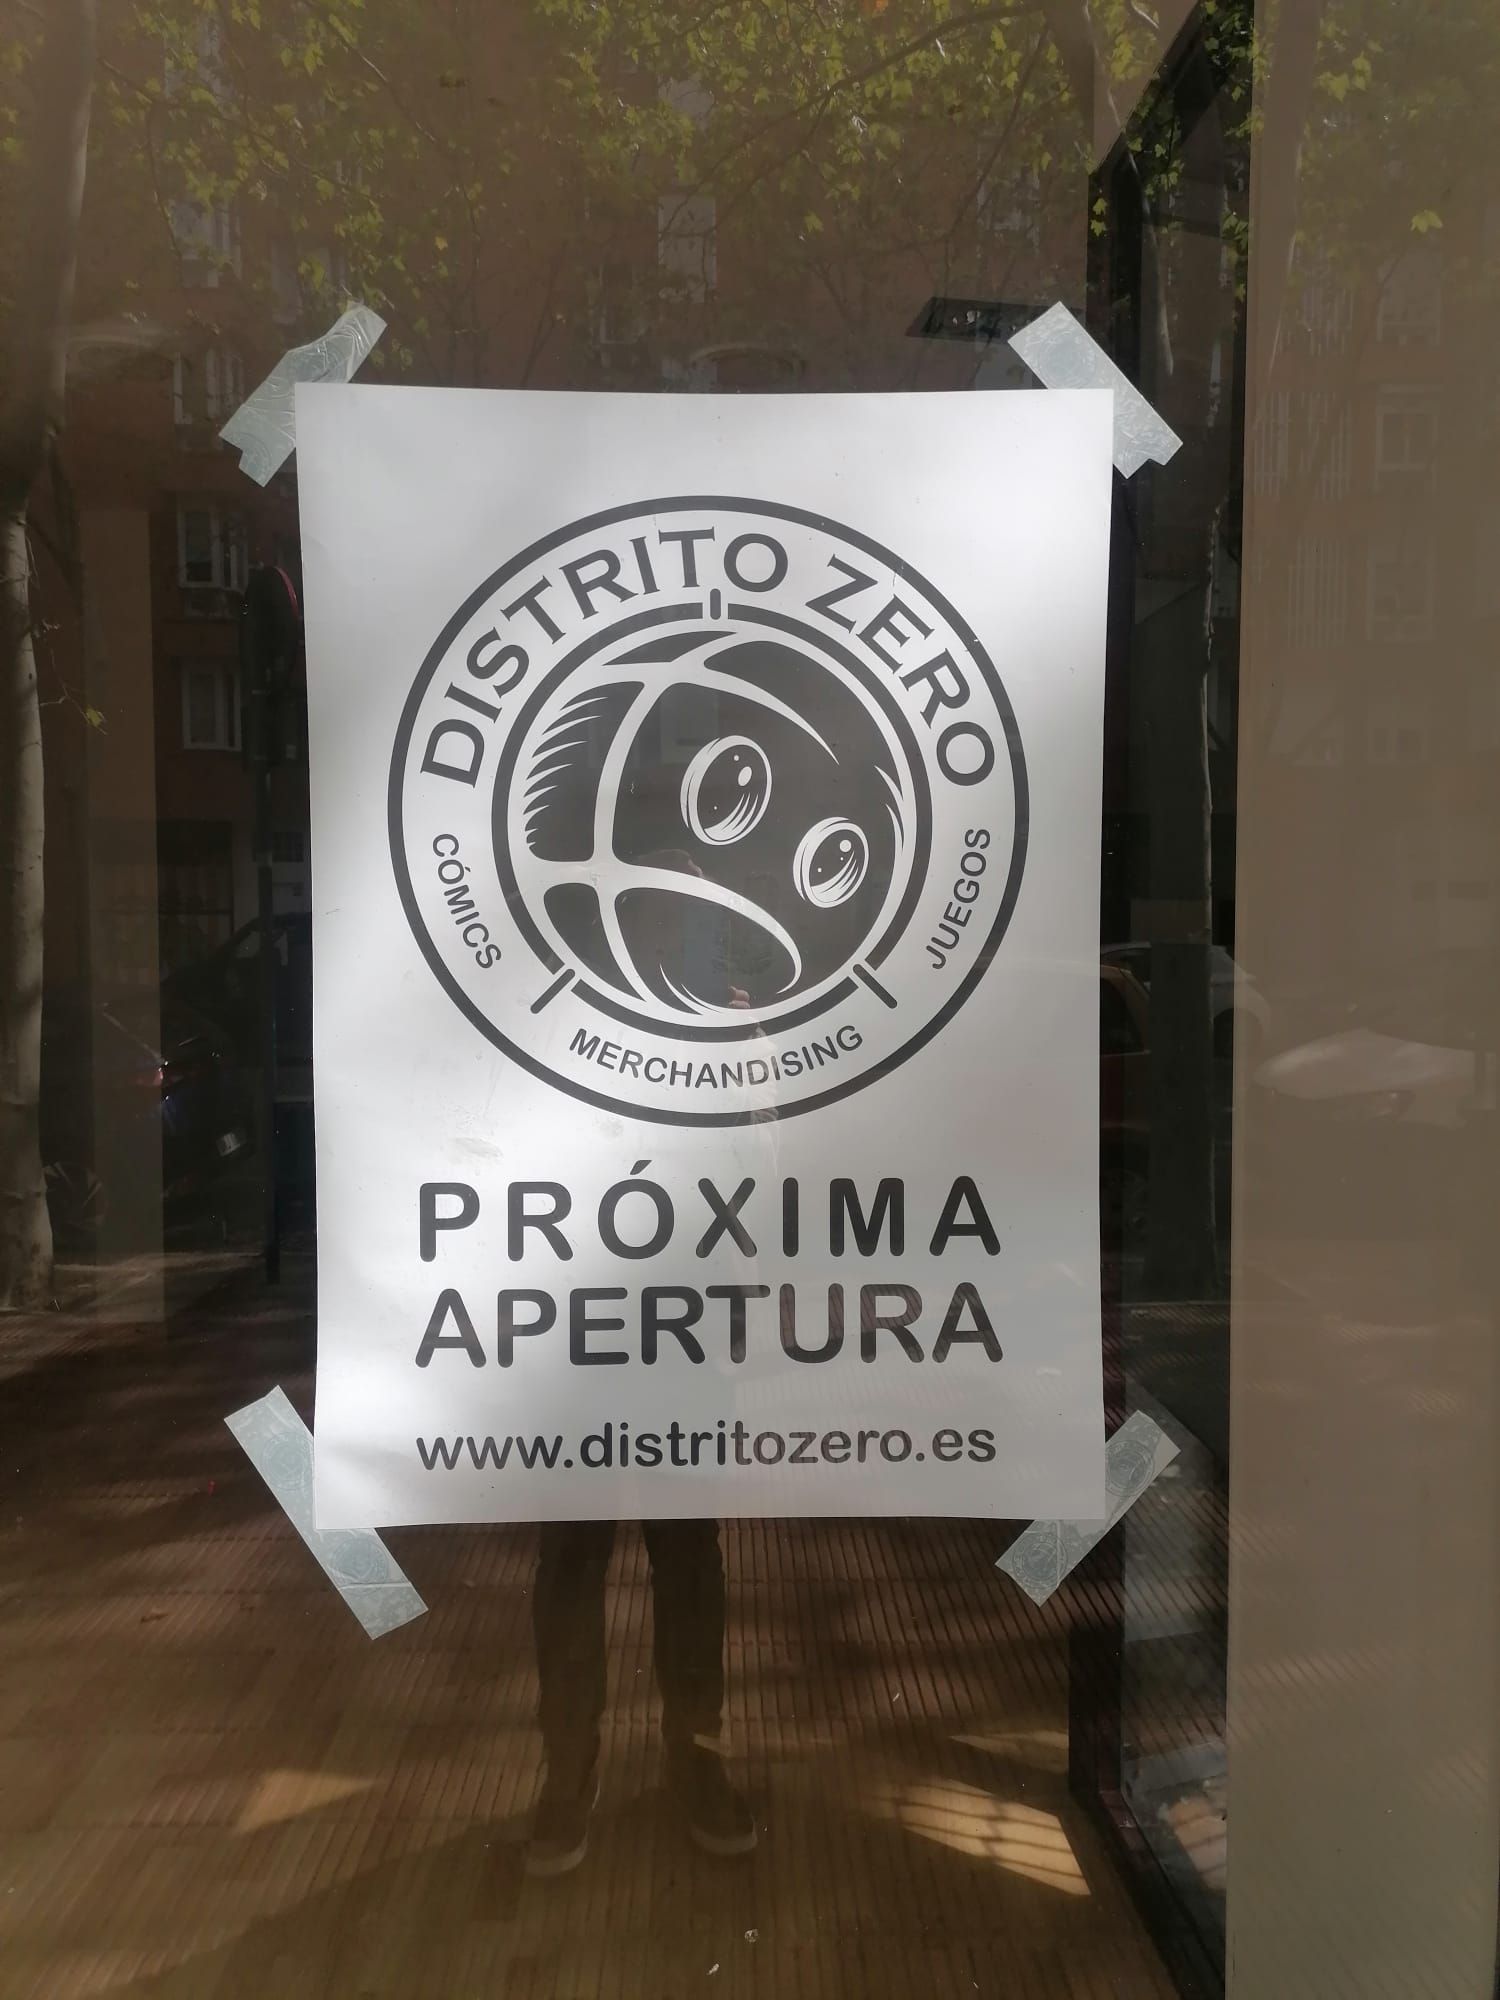 DISTRITO ZERO
CÓMICS
MERCHANDISING
JUEGOS
PRÓXIMA
APERTURA
www.distritozero.es